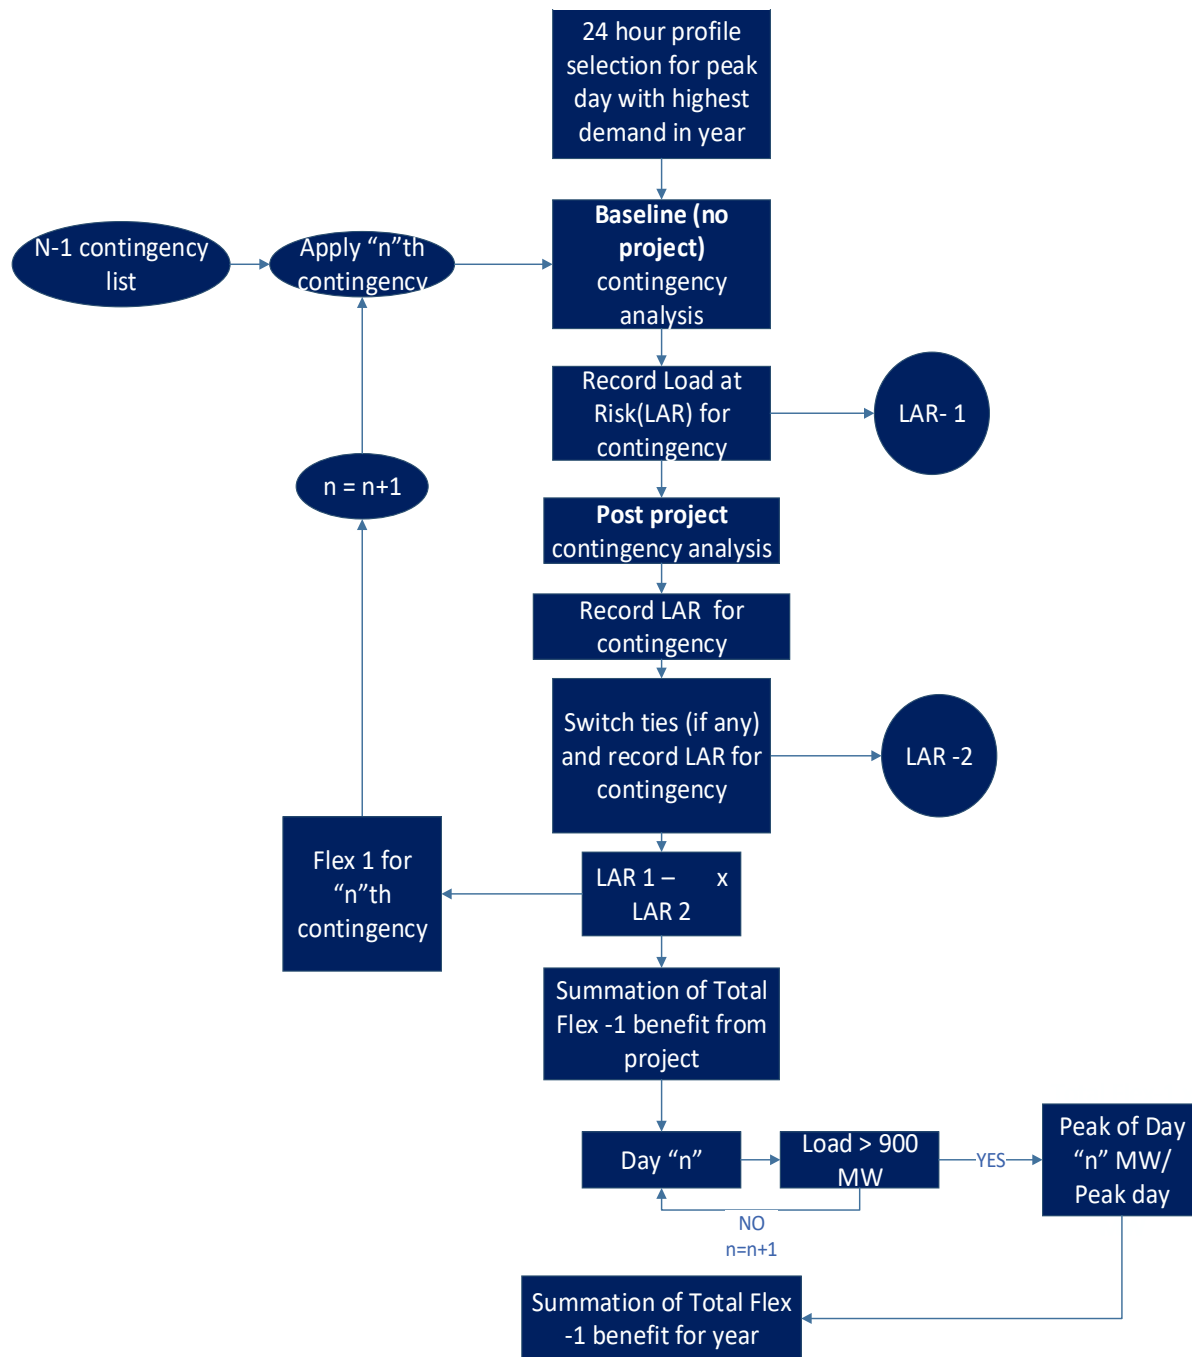 24 hour profile
selection for peak
day with highest
demand in year
N-1 contingency
list
Apply “n”th
contingency
Baseline (no
project)
contingency
analysis
Record Load at
Risk(LAR) for
contingency
LAR- 1
n = n+1
Post project
contingency analysis
Record LAR for
contingency
Switch ties (if any)
and record LAR for
contingency
LAR -2
Flex 1 for
“n”th
contingency
LAR 1 – x
LAR 2
Summation of Total
Flex -1 benefit from
project
Day “n”
Load > 900
MW
YES
Peak of Day
“n” MW/
Peak day
NO
n=n+1
Summation of Total Flex
-1 benefit for year